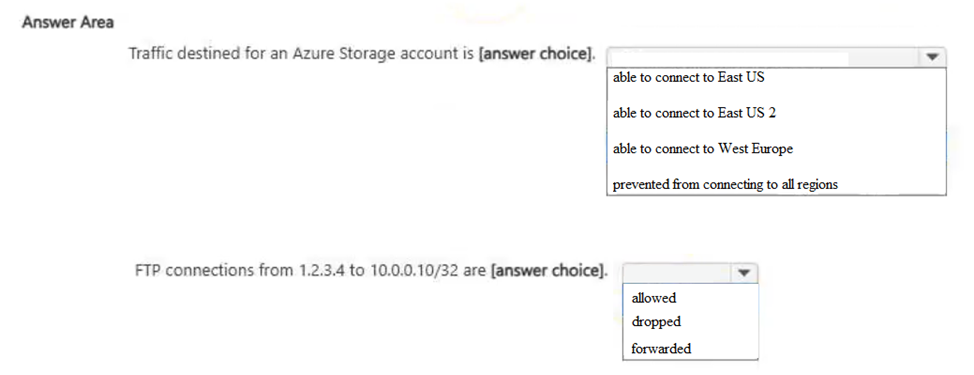 Answer Area
Traffic destined for an Azure Storage account is [answer choice].
able to connect to East US
able to connect to East US 2
able to connect to West Europe
prevented from connecting to all regions
FTP connections from 1.2.3.4 to 10.0.0.10/32 are [answer choice].
allowed
dropped
forwarded